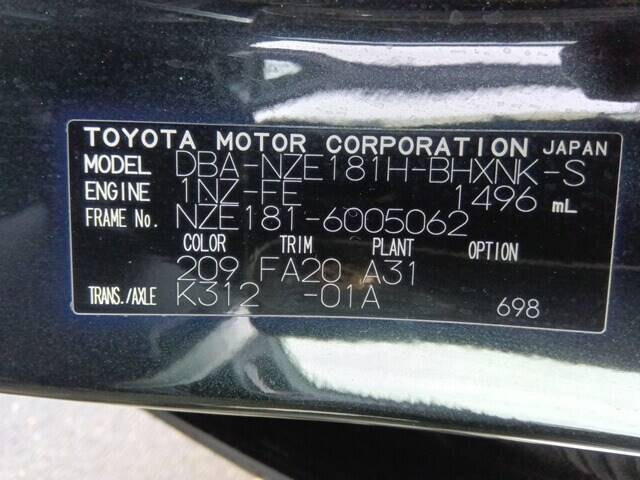 TOYOTA MOTOR CORPORATION JAPAN
MODEL DBA-NZE181H-BHXNK-S
ENGINE 1NZ-FE 1496 mL
FRAME No. NZE181-6005062
COLOR TRIM PLANT OPTION
209 FA20 A31
TRANS./AXLE K312 -01A 698